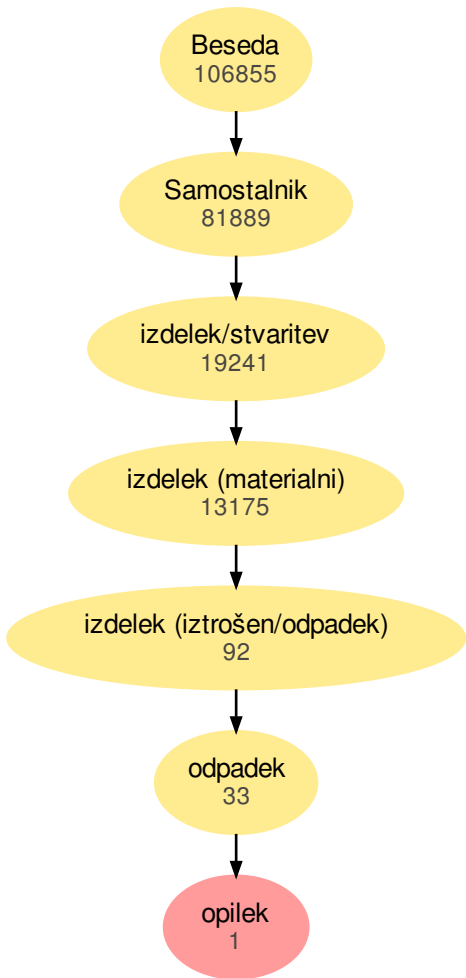 Beseda
106855
Samostalnik
81889
izdelek/stvaritev
19241
izdelek (materialni)
13175
izdelek (iztrošen/odpadek)
92
odpadek
33
opilek
1